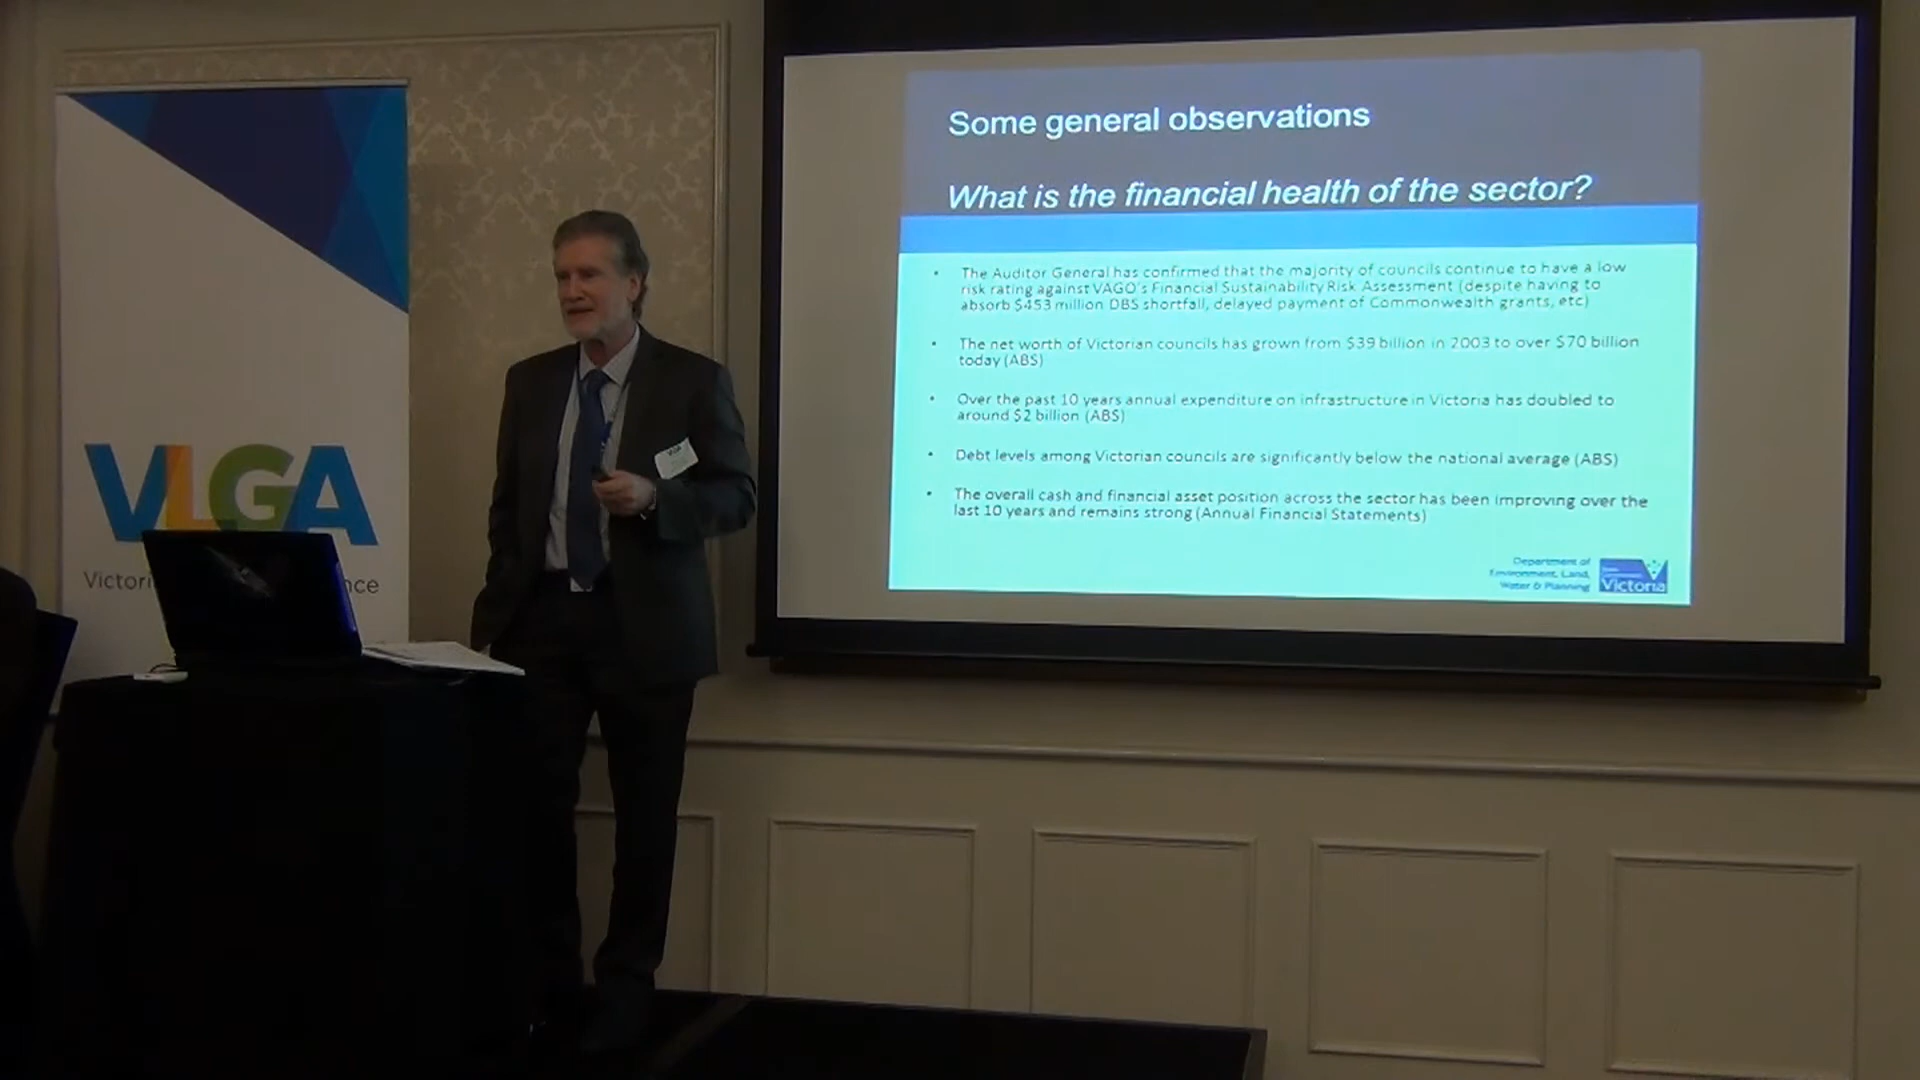 VLGA
Victori
nce
Some general observations
What is the financial health of the sector?
• The Auditor General has confirmed that the majority of councils continue to have a low
risk rating against VAGO's Financial Sustainability Risk Assessment (despite having to
absorb $453 million DBS shortfall, delayed payment of Commonwealth grants, etc)
• The net worth of Victorian councils has grown from $39 billion in 2003 to over $70 billion
today (ABS)
• Over the past 10 years annual expenditure on infrastructure in Victoria has doubled to
around $2 billion (ABS)
• Debt levels among Victorian councils are significantly below the national average (ABS)
• The overall cash and financial asset position across the sector has been improving over the
last 10 years and remains strong (Annual Financial Statements)
Department of
Environment, Land,
Water & Planning
Victoria